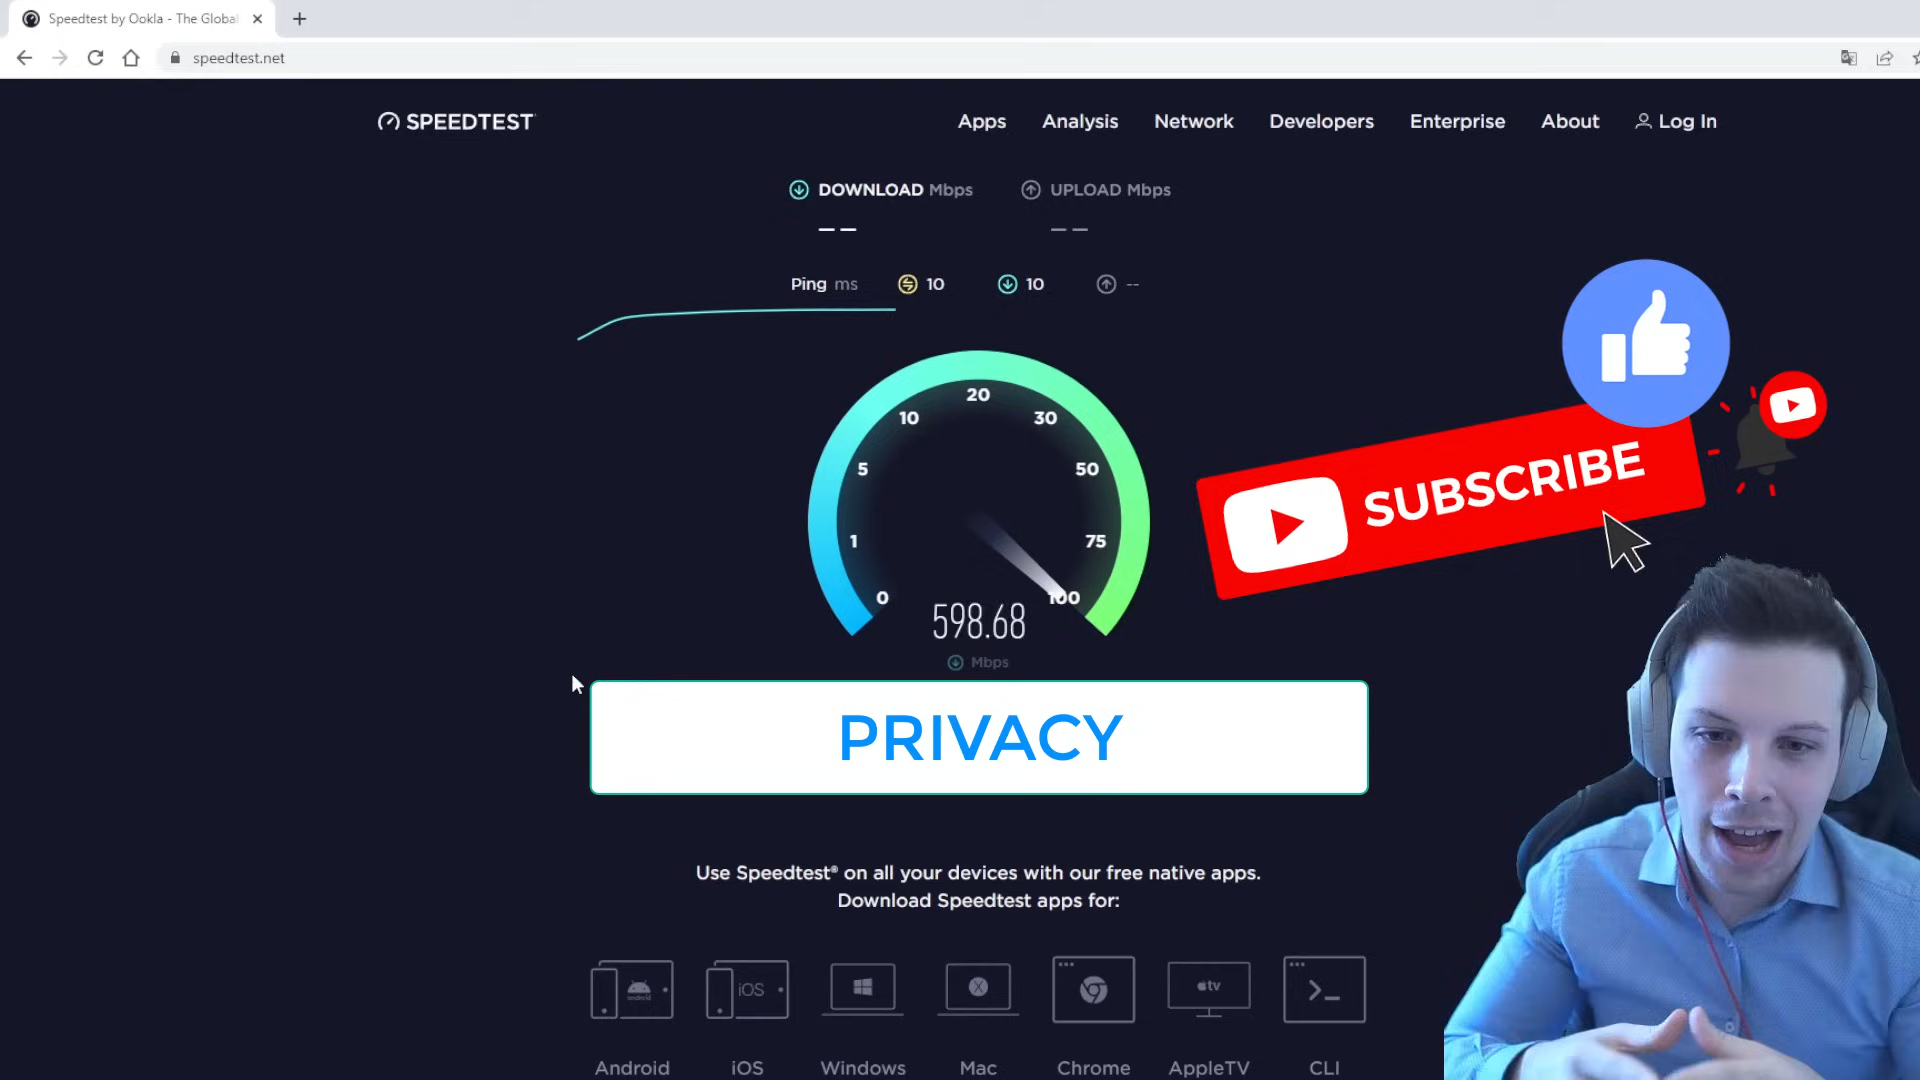 Speedtest by Ookla - The Global
speedtest.net
SPEEDTEST
Apps Analysis Network Developers Enterprise About Log In
DOWNLOAD Mbps UPLOAD Mbps
— — — —
Ping ms 10 10 --
20
10 30
5 50
1 75
0 100
598.68
Mbps
SUBSCRIBE
PRIVACY
Use Speedtest® on all your devices with our free native apps.
Download Speedtest apps for:
android iOS X tv
Android iOS Windows Mac Chrome AppleTV CLI